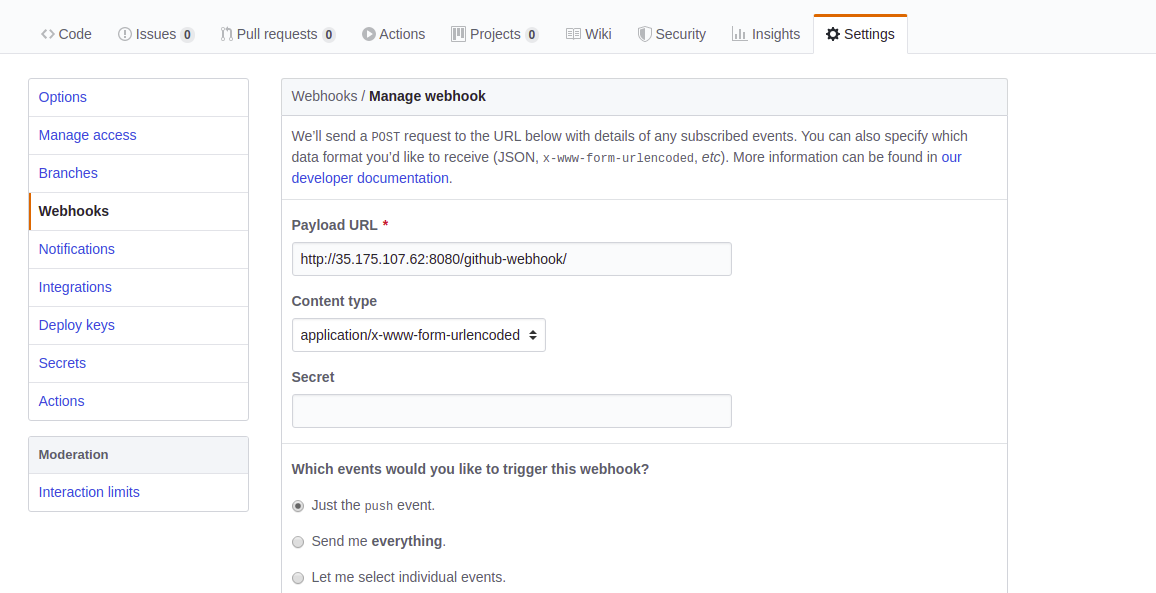 Code Issues 0 Pull requests 0 Actions Projects 0 Wiki Security Insights Settings
Options
Manage access
Branches
Webhooks
Notifications
Integrations
Deploy keys
Secrets
Actions
Moderation
Interaction limits
Webhooks / Manage webhook
We’ll send a POST request to the URL below with details of any subscribed events. You can also specify which
data format you’d like to receive (JSON, x-www-form-urlencoded, etc). More information can be found in our
developer documentation.
Payload URL *
http://35.175.107.62:8080/github-webhook/
Content type
application/x-www-form-urlencoded
Secret
Which events would you like to trigger this webhook?
Just the push event.
Send me everything.
Let me select individual events.